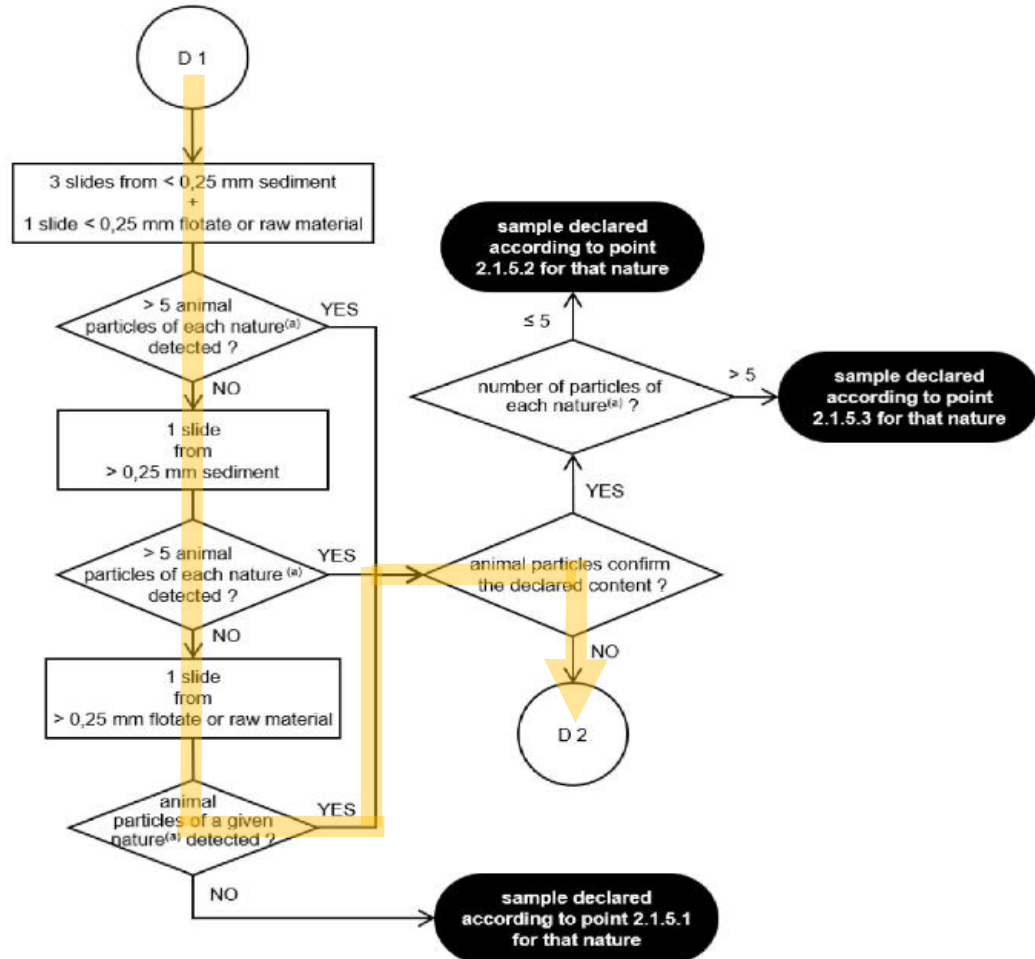 D 1
3 slides from < 0,25 mm sediment
+
1 slide < 0,25 mm flotate or raw material
> 5 animal
particles of each nature(a)
detected ?
YES
NO
1 slide
from
> 0,25 mm sediment
> 5 animal
particles of each nature (a)
detected ?
YES
NO
1 slide
from
> 0,25 mm flotate or raw material
animal
particles of a given
nature(a) detected ?
YES
NO
sample declared
according to point 2.1.5.1
for that nature
animal particles confirm
the declared content ?
NO
D 2
YES
number of particles of
each nature(a) ?
> 5
sample declared
according to point
2.1.5.3 for that nature
≤ 5
sample declared
according to point
2.1.5.2 for that nature